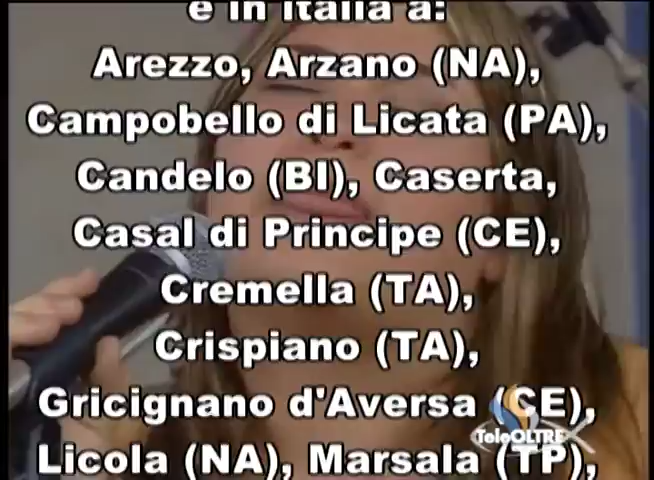 e in Italia a:
Arezzo, Arzano (NA),
Campobello di Licata (PA),
Candelo (BI), Caserta,
Casal di Principe (CE),
Cremella (TA),
Crispiano (TA),
Gricignano d'Aversa (CE),
TeleOLTRE
Licola (NA), Marsala (TP),